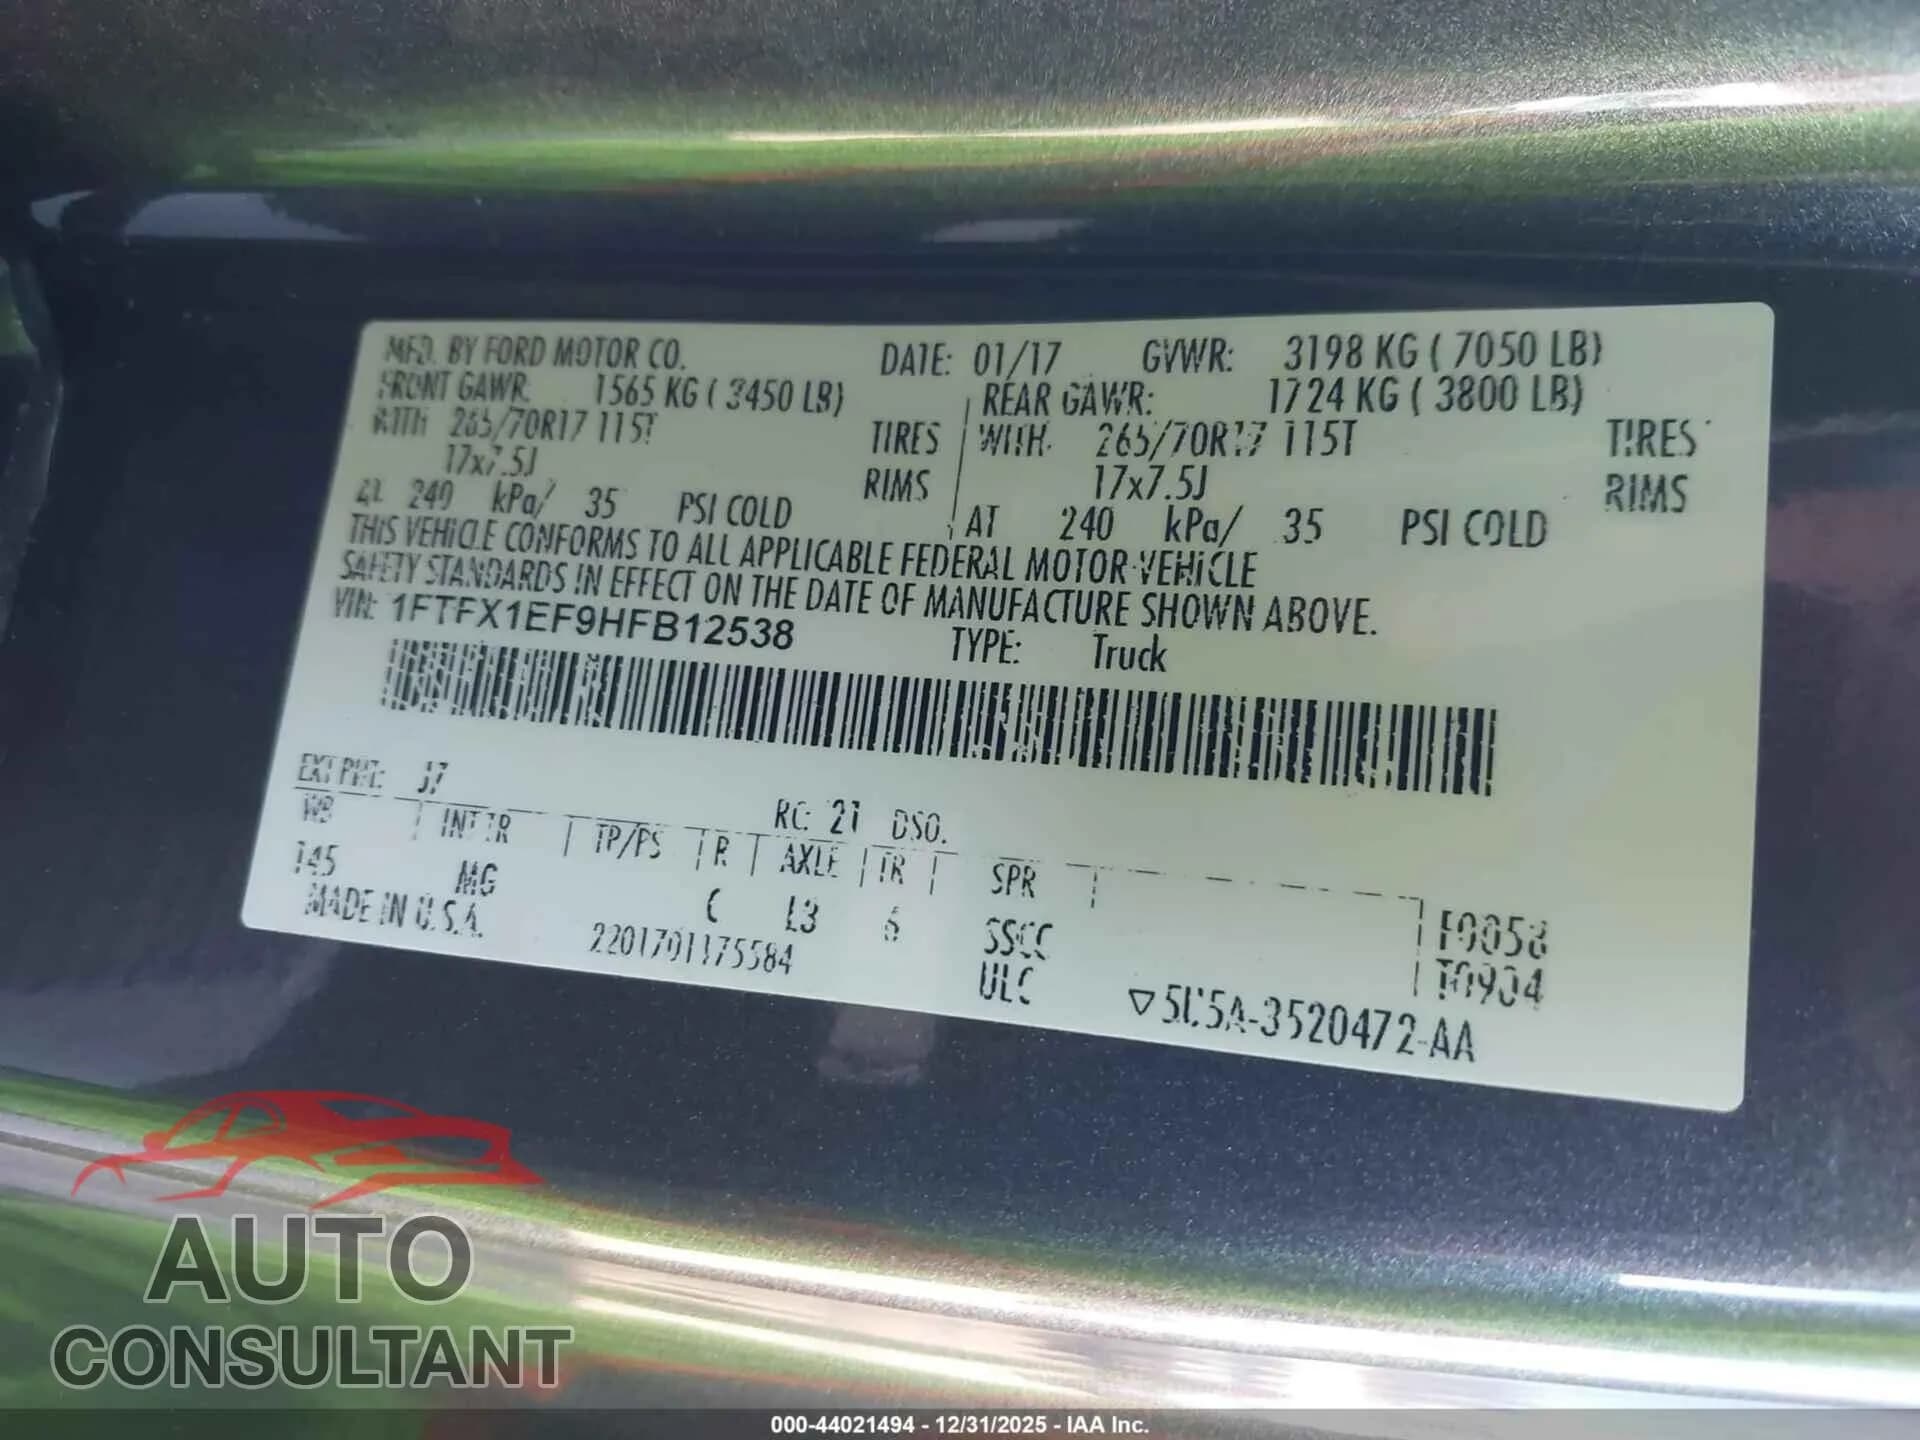 MFD. BY FORD MOTOR CO. DATE: 01/17 GVWR: 3198 KG ( 7050 LB)
FRONT GAWR: 1565 KG ( 3450 LB) REAR GAWR: 1724 KG ( 3800 LB)
WITH 265/70R17 115T TIRES WITH 265/70R17 115T TIRES
17x7.5J RIMS 17x7.5J RIMS
AT 240 kPa/ 35 PSI COLD AT 240 kPa/ 35 PSI COLD
THIS VEHICLE CONFORMS TO ALL APPLICABLE FEDERAL MOTOR VEHICLE
SAFETY STANDARDS IN EFFECT ON THE DATE OF MANUFACTURE SHOWN ABOVE.
VIN: 1FTFX1EF9HFB12538 TYPE: Truck
EXT PNT: J7 RC: 21 DSO:
WB INT TR TP/PS R AXLE TR SPR
145 MG C L3 6 SSCC
MADE IN U.S.A. 2201701175584 ULC
▽5U5A-3520472-AA
AUTO
CONSULTANT
000-44021494 - 12/31/2025 - IAA Inc.